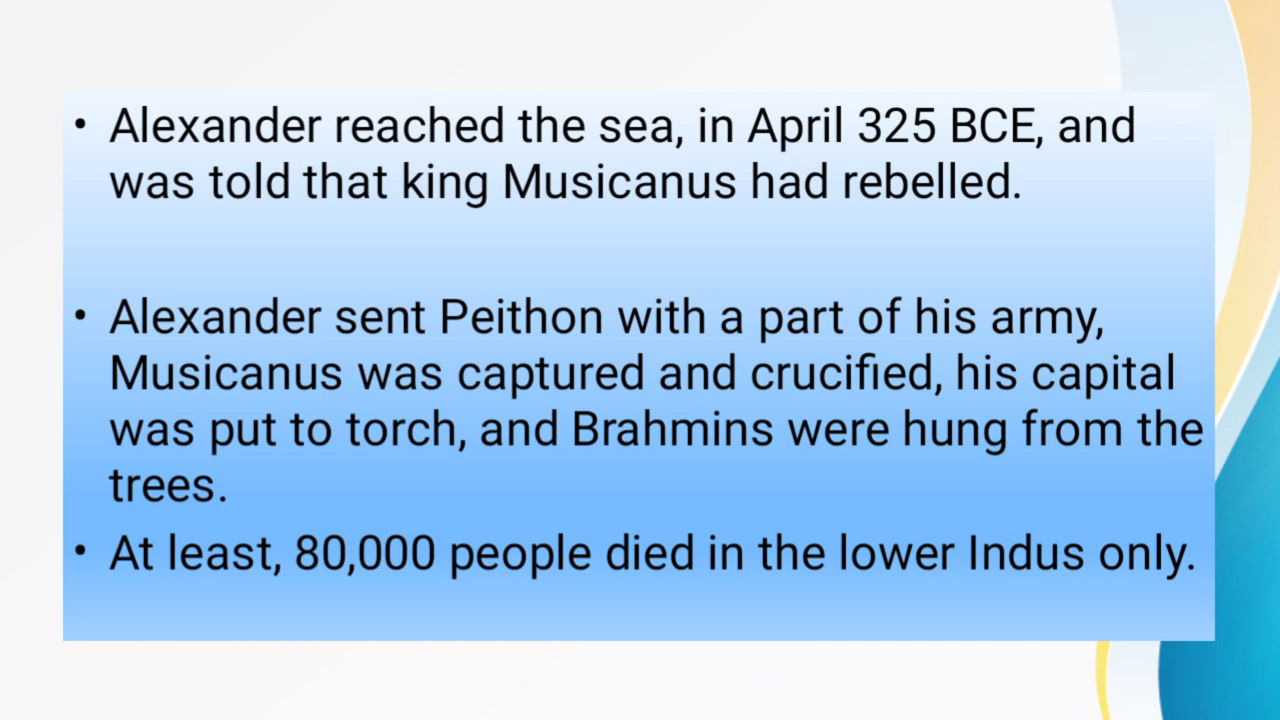 • Alexander reached the sea, in April 325 BCE, and
was told that king Musicanus had rebelled.
• Alexander sent Peithon with a part of his army,
Musicanus was captured and crucified, his capital
was put to torch, and Brahmins were hung from the
trees.
• At least, 80,000 people died in the lower Indus only.